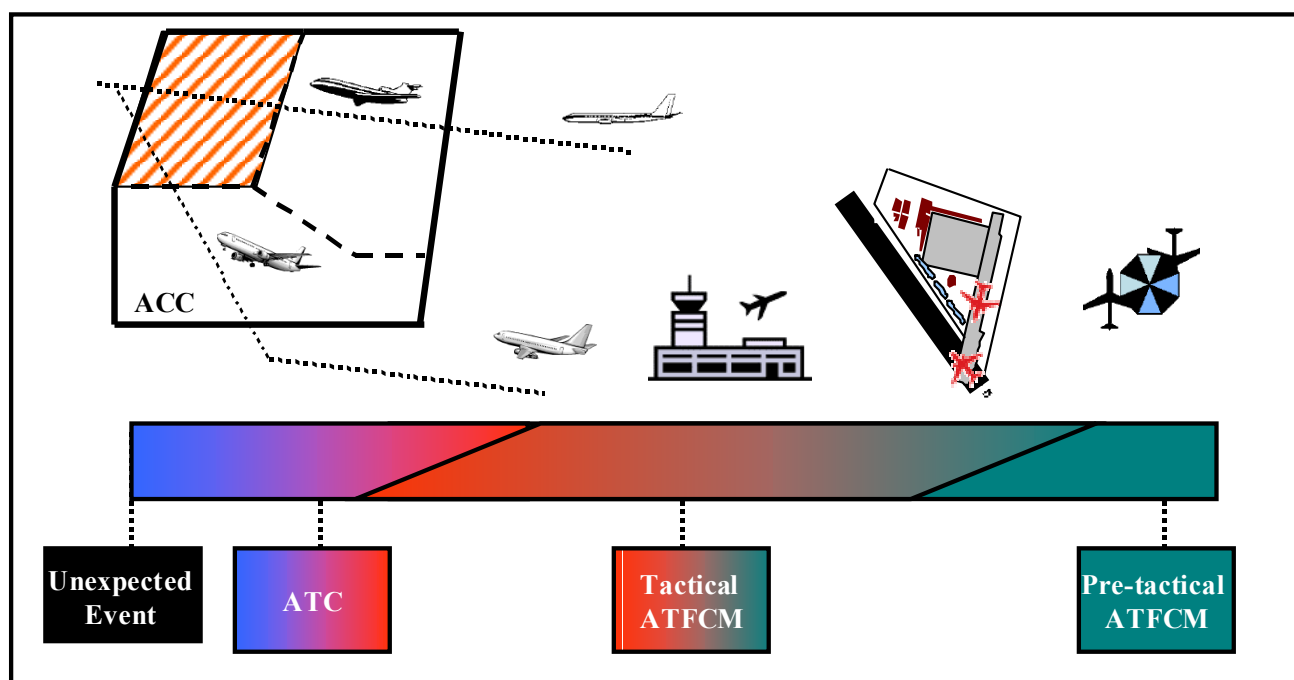 ACC
Unexpected
Event
ATC
Tactical
ATFCM
Pre-tactical
ATFCM